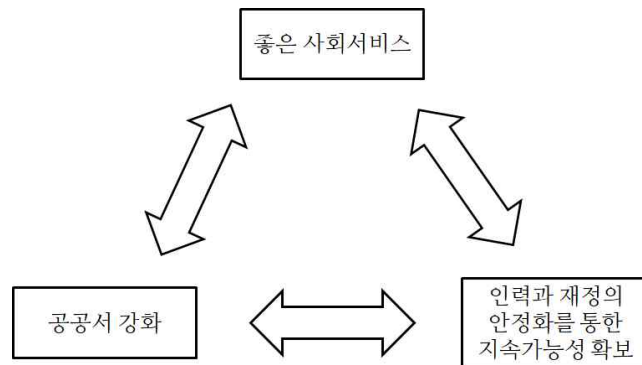 좋은 사회서비스
공공서 강화
인력과 재정의
안정화를 통한
지속가능성 확보